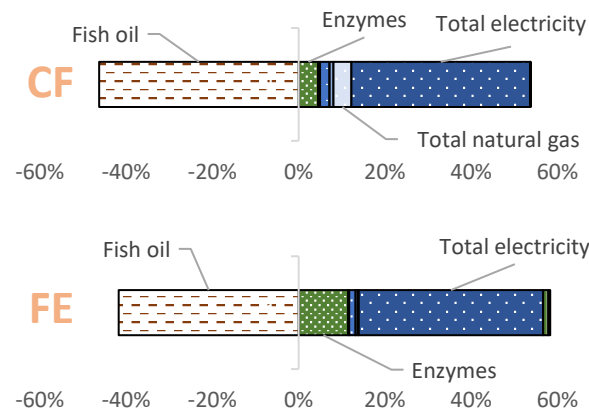 Enzymes
Fish oil
Total electricity
CF
Total natural gas
-60% -40% -20% 0% 20% 40% 60%
Fish oil
Total electricity
FE
Enzymes
-60% -40% -20% 0% 20% 40% 60%